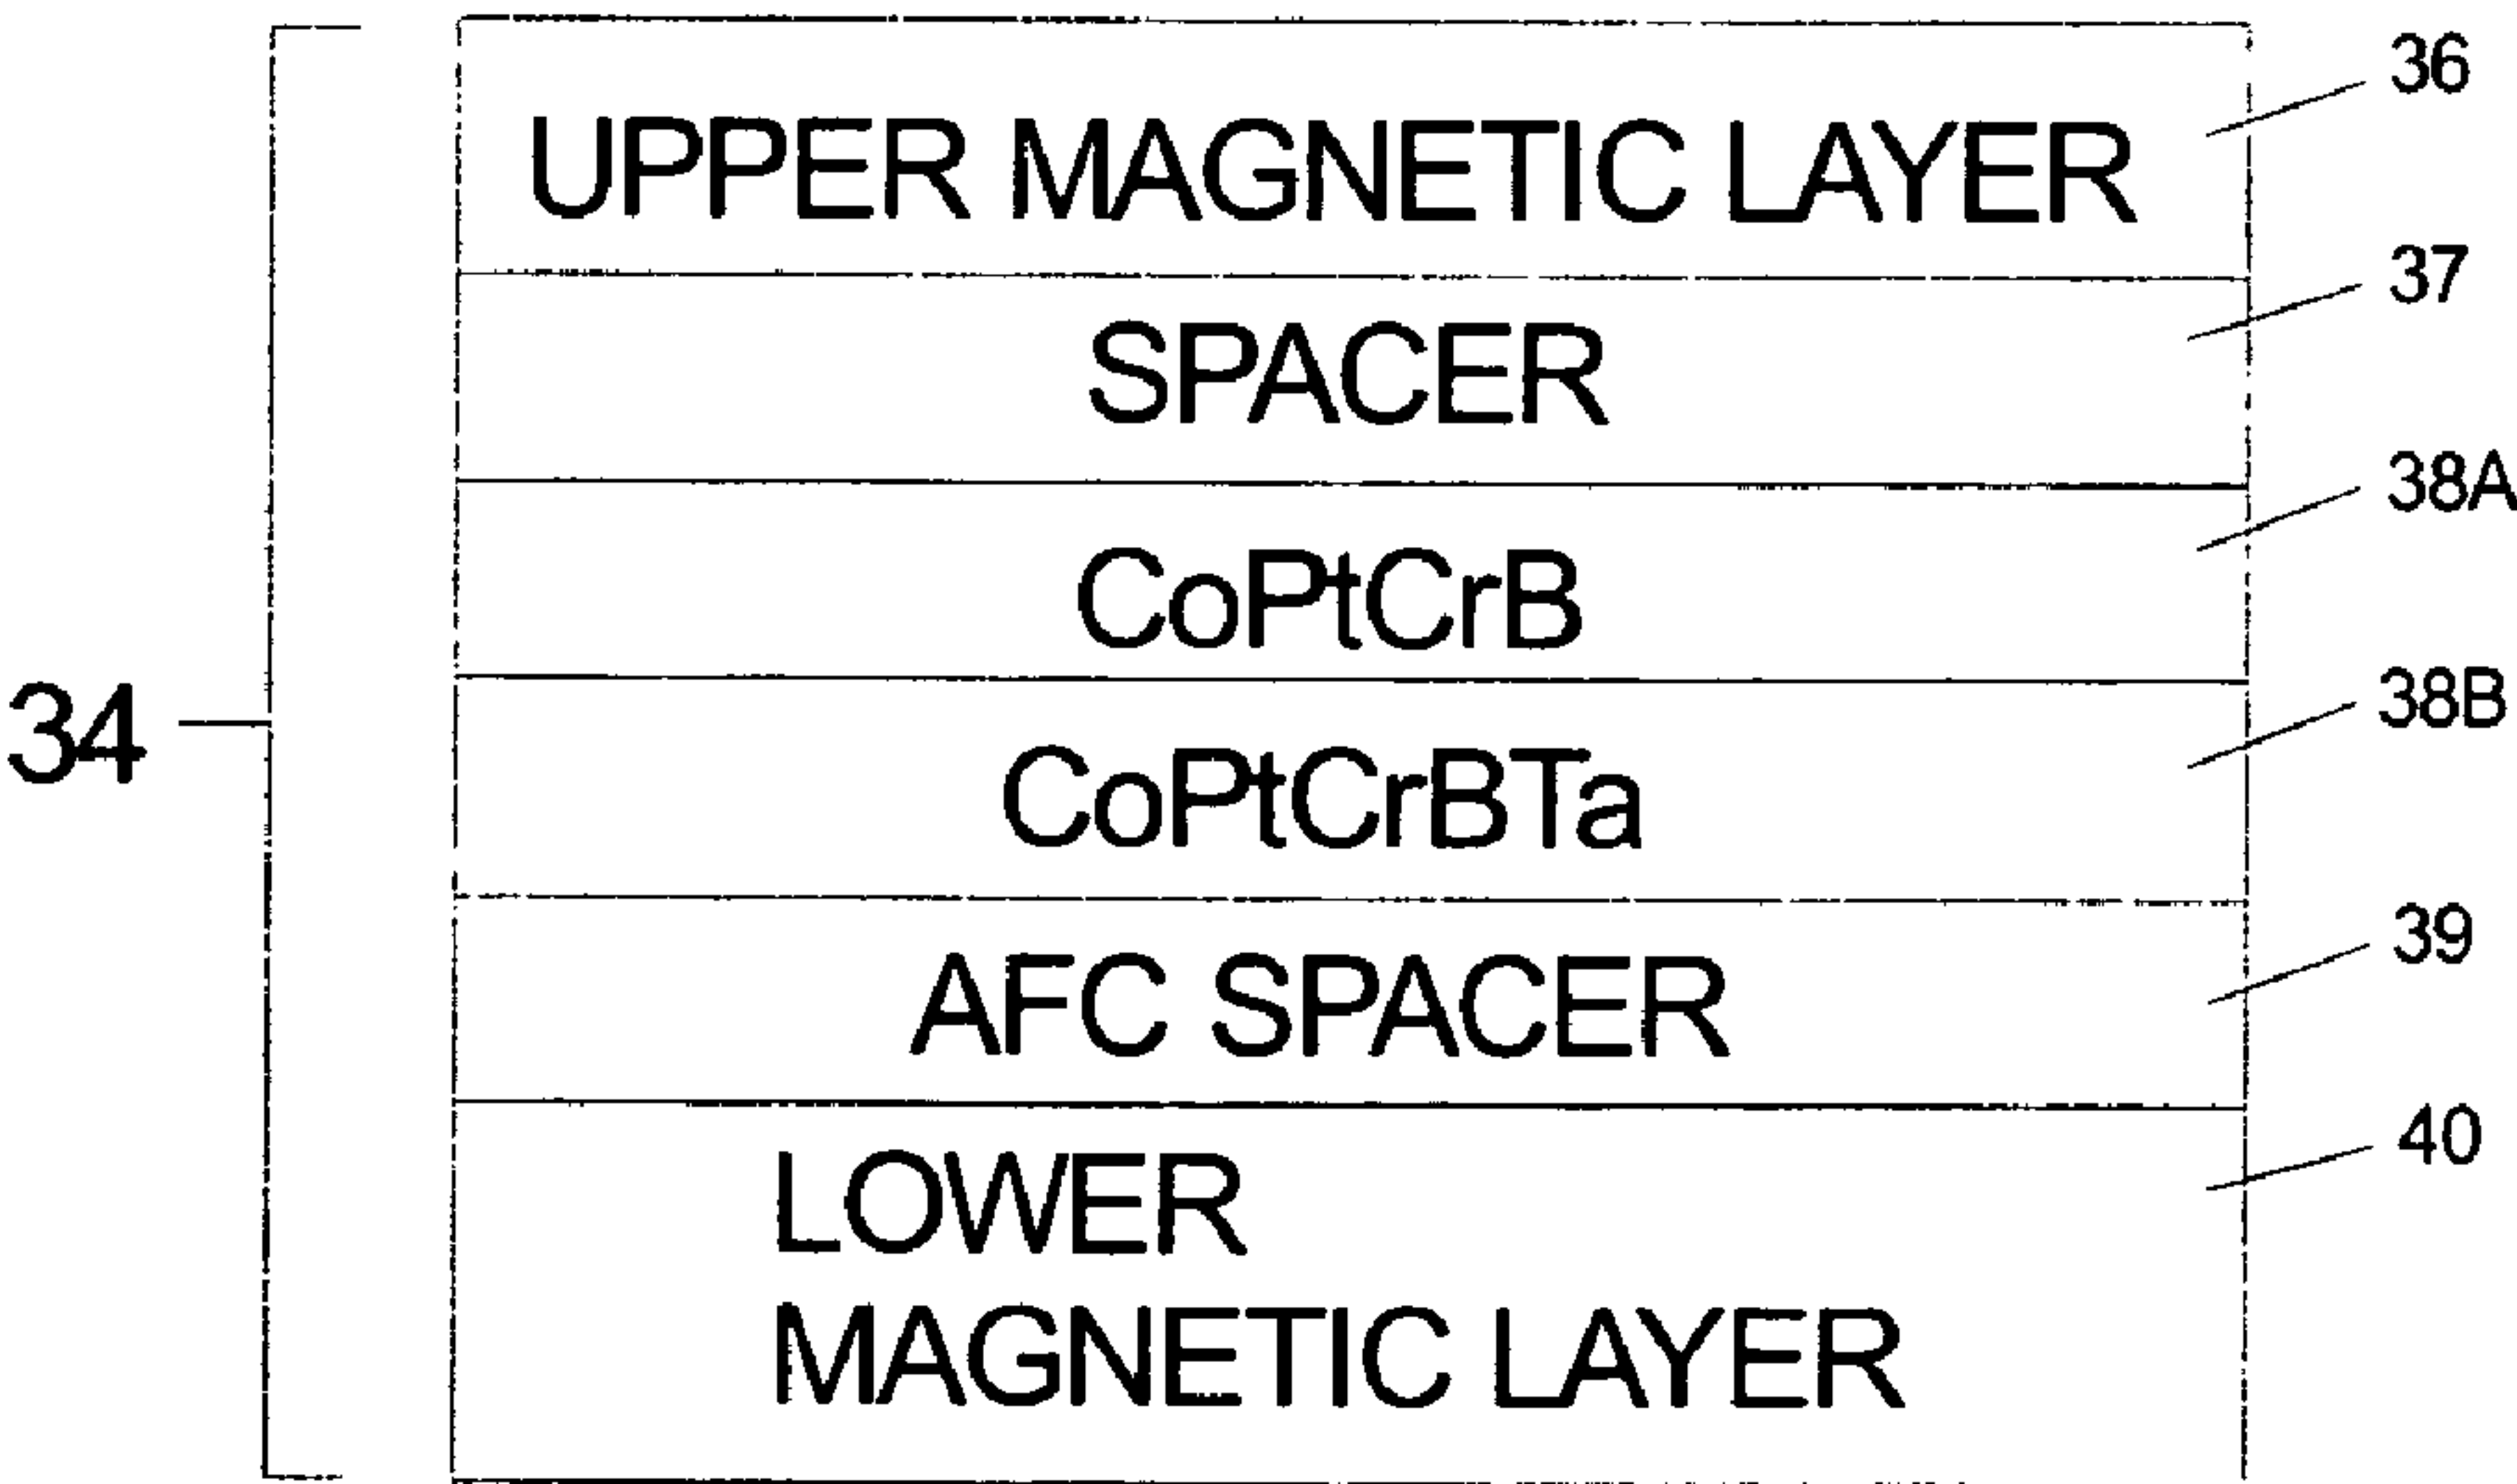 36
UPPER MAGNETIC LAYER
37
SPACER
38A
CoPtCrB
34
38B
CoPtCrBTa
39
AFC SPACER
40
LOWER
MAGNETIC LAYER